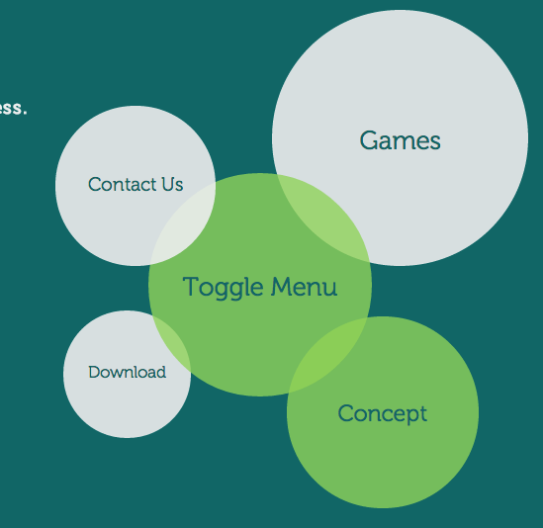 ess.
Games
Contact Us
Toggle Menu
Download
Concept